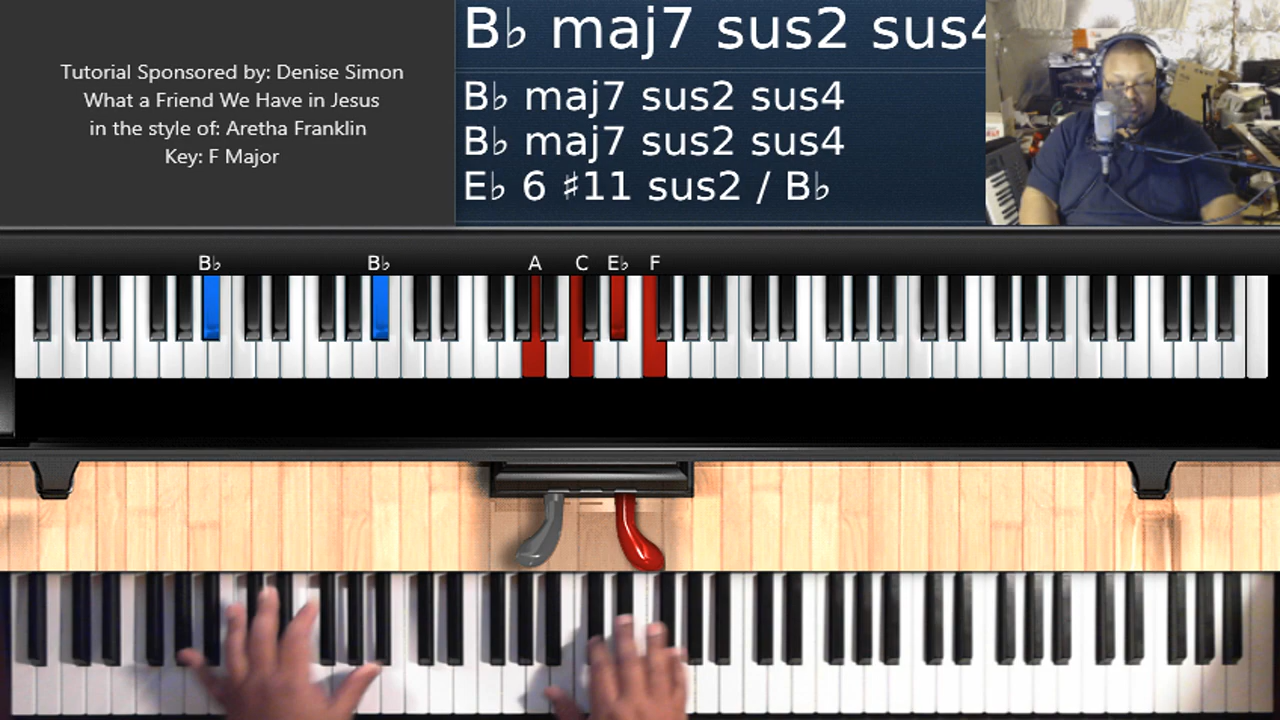 Tutorial Sponsored by: Denise Simon
What a Friend We Have in Jesus
in the style of: Aretha Franklin
Key: F Major
B♭ maj7 sus2 sus4
B♭ maj7 sus2 sus4
B♭ maj7 sus2 sus4
E♭ 6 ♯11 sus2 / B♭
B♭ B♭ A C E♭ F